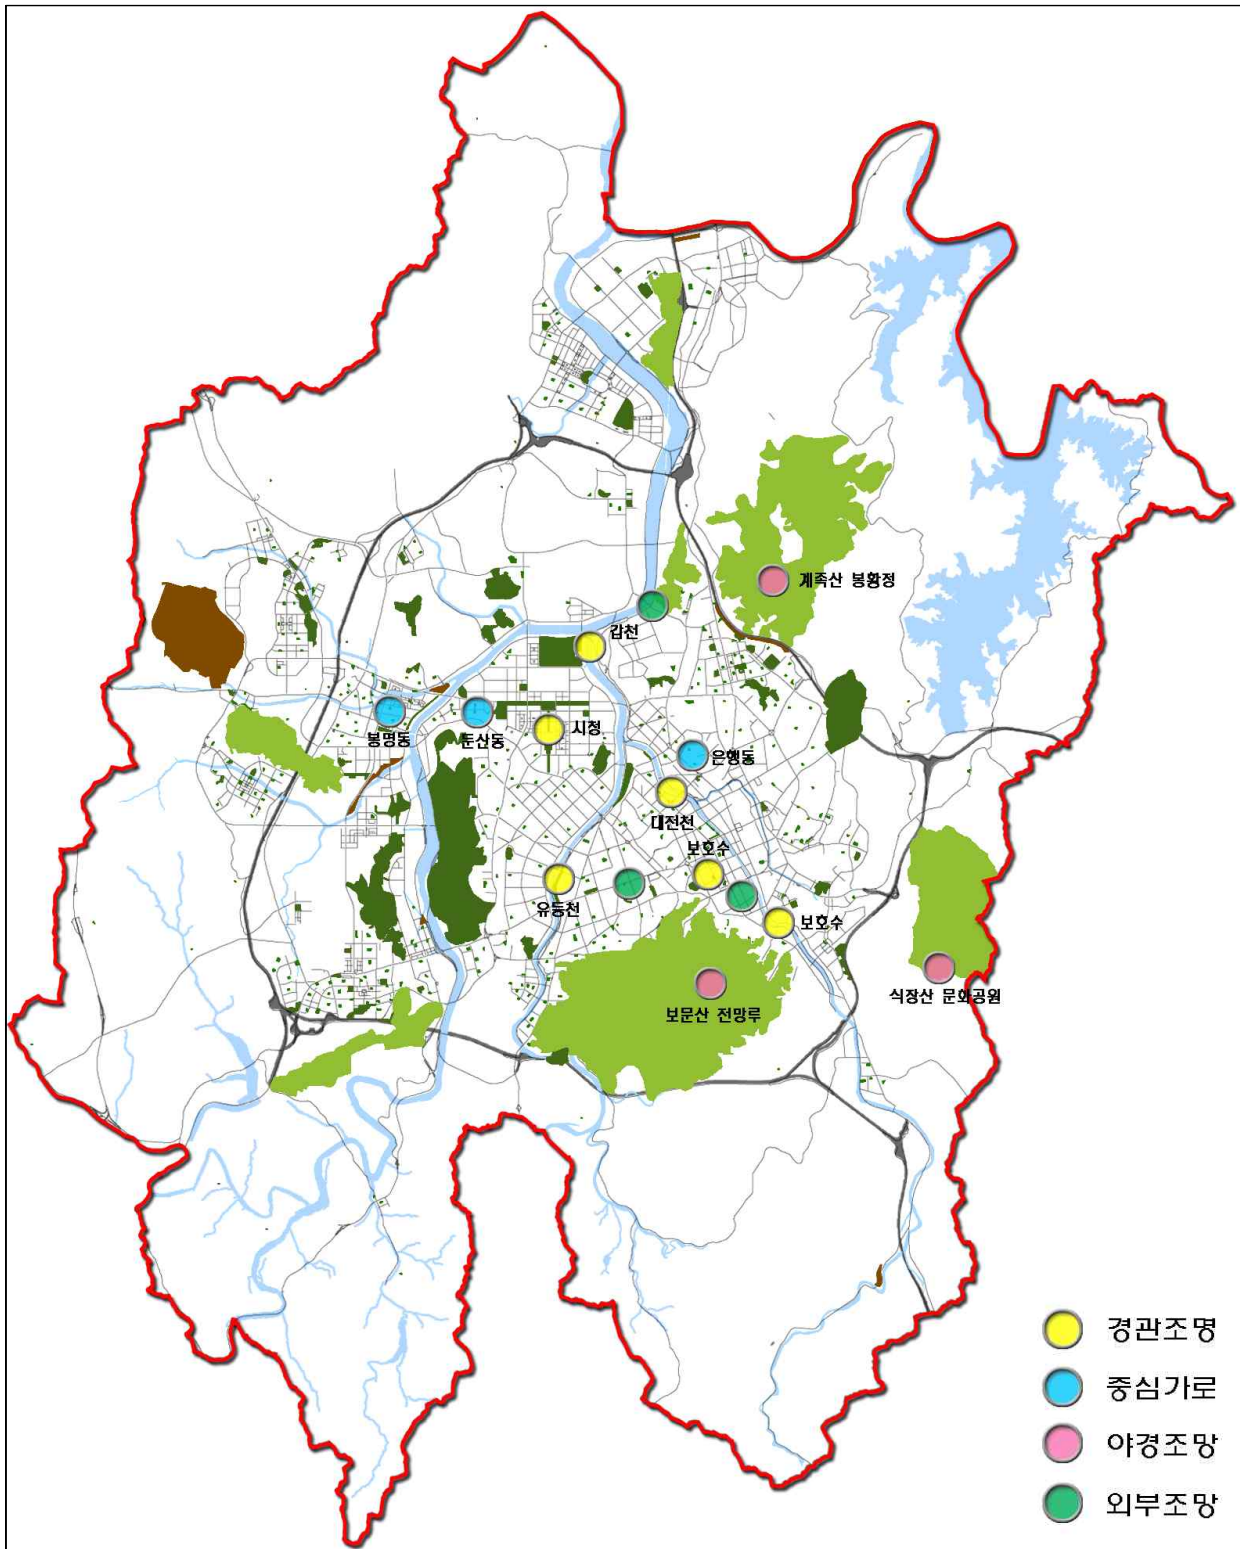 계족산 봉황정
갑천
시청
봉명동
둔산동
은행동
대전천
보호수
유등천
보호수
식장산 문화공원
보문산 전망루
경관조명
중심가로
야경조망
외부조망